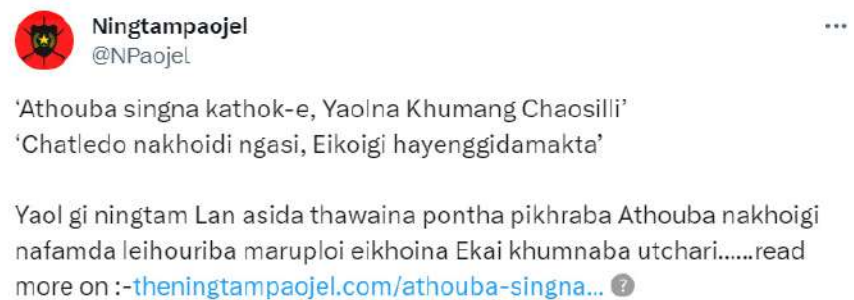 Ningtampaojel
@NPaojel
‘Athouba singna kathok-e, Yaolna Khumang Chaosilli’
‘Chatledo nakhoidi ngasi, Eikoigi hayenggidamakta’
Yaol gi ningtam Lan asida thawaina pontha pikhraba Athouba nakhoigi
nafamda leihouriba maruploi eikhoina Ekai khumnaba utchari......read
more on :-theningtampaojel.com/athouba-singna... ?